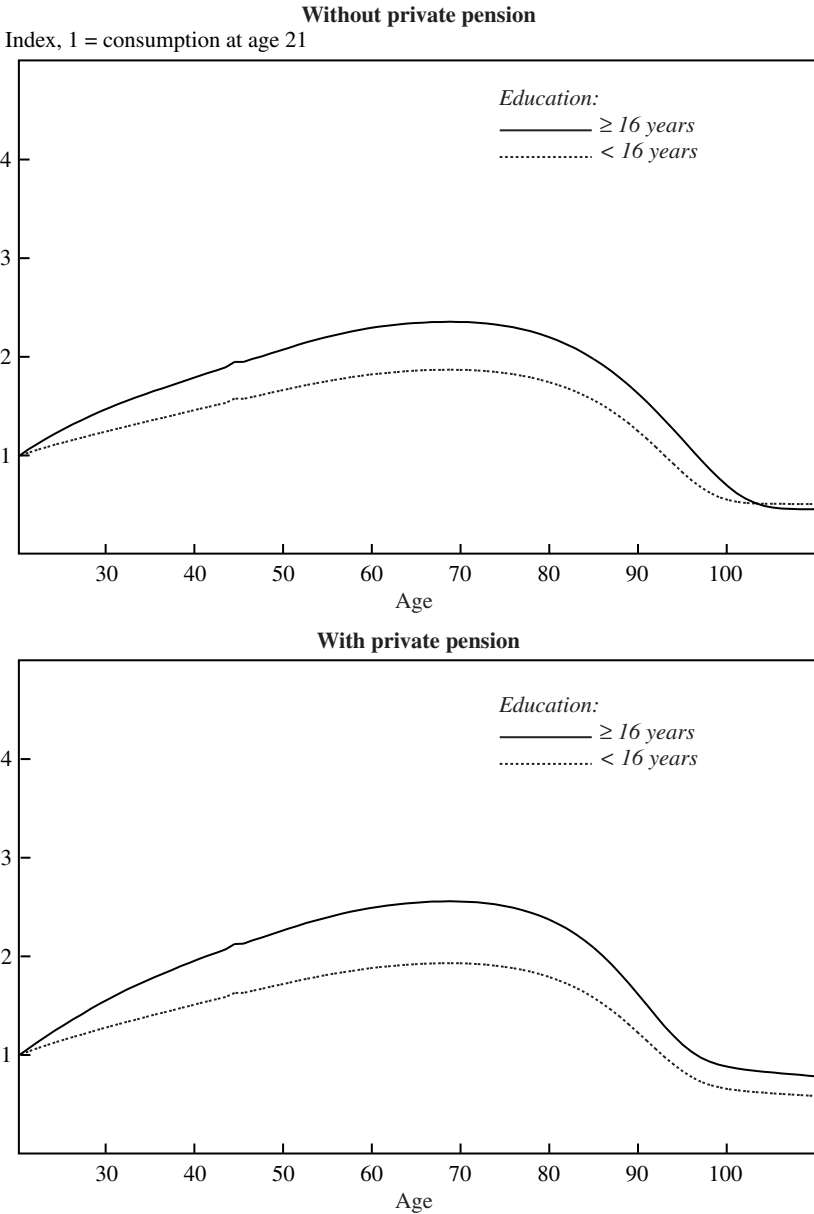 Without private pension
Index, 1 = consumption at age 21
Education:
≥ 16 years
< 16 years
4
3
2
1
30 40 50 60 70 80 90 100
Age
With private pension
Education:
≥ 16 years
< 16 years
4
3
2
1
30 40 50 60 70 80 90 100
Age